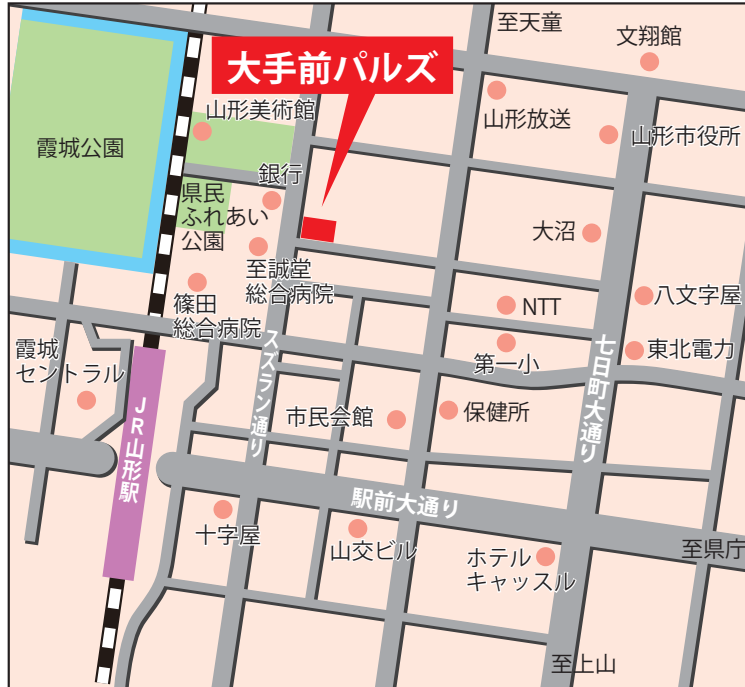 至天童
文翔館
大手前パルズ
山形美術館
山形放送
山形市役所
霞城公園
銀行
県民
ふれあい
公園
大沼
至誠堂
総合病院
篠田
総合病院
NTT
八文字屋
霞城
セントラル
スズラン通り
第一小
七日町大通り
東北電力
JR山形駅
市民会館
保健所
駅前大通り
十字屋
山交ビル
ホテル
キャッスル
至県庁
至上山